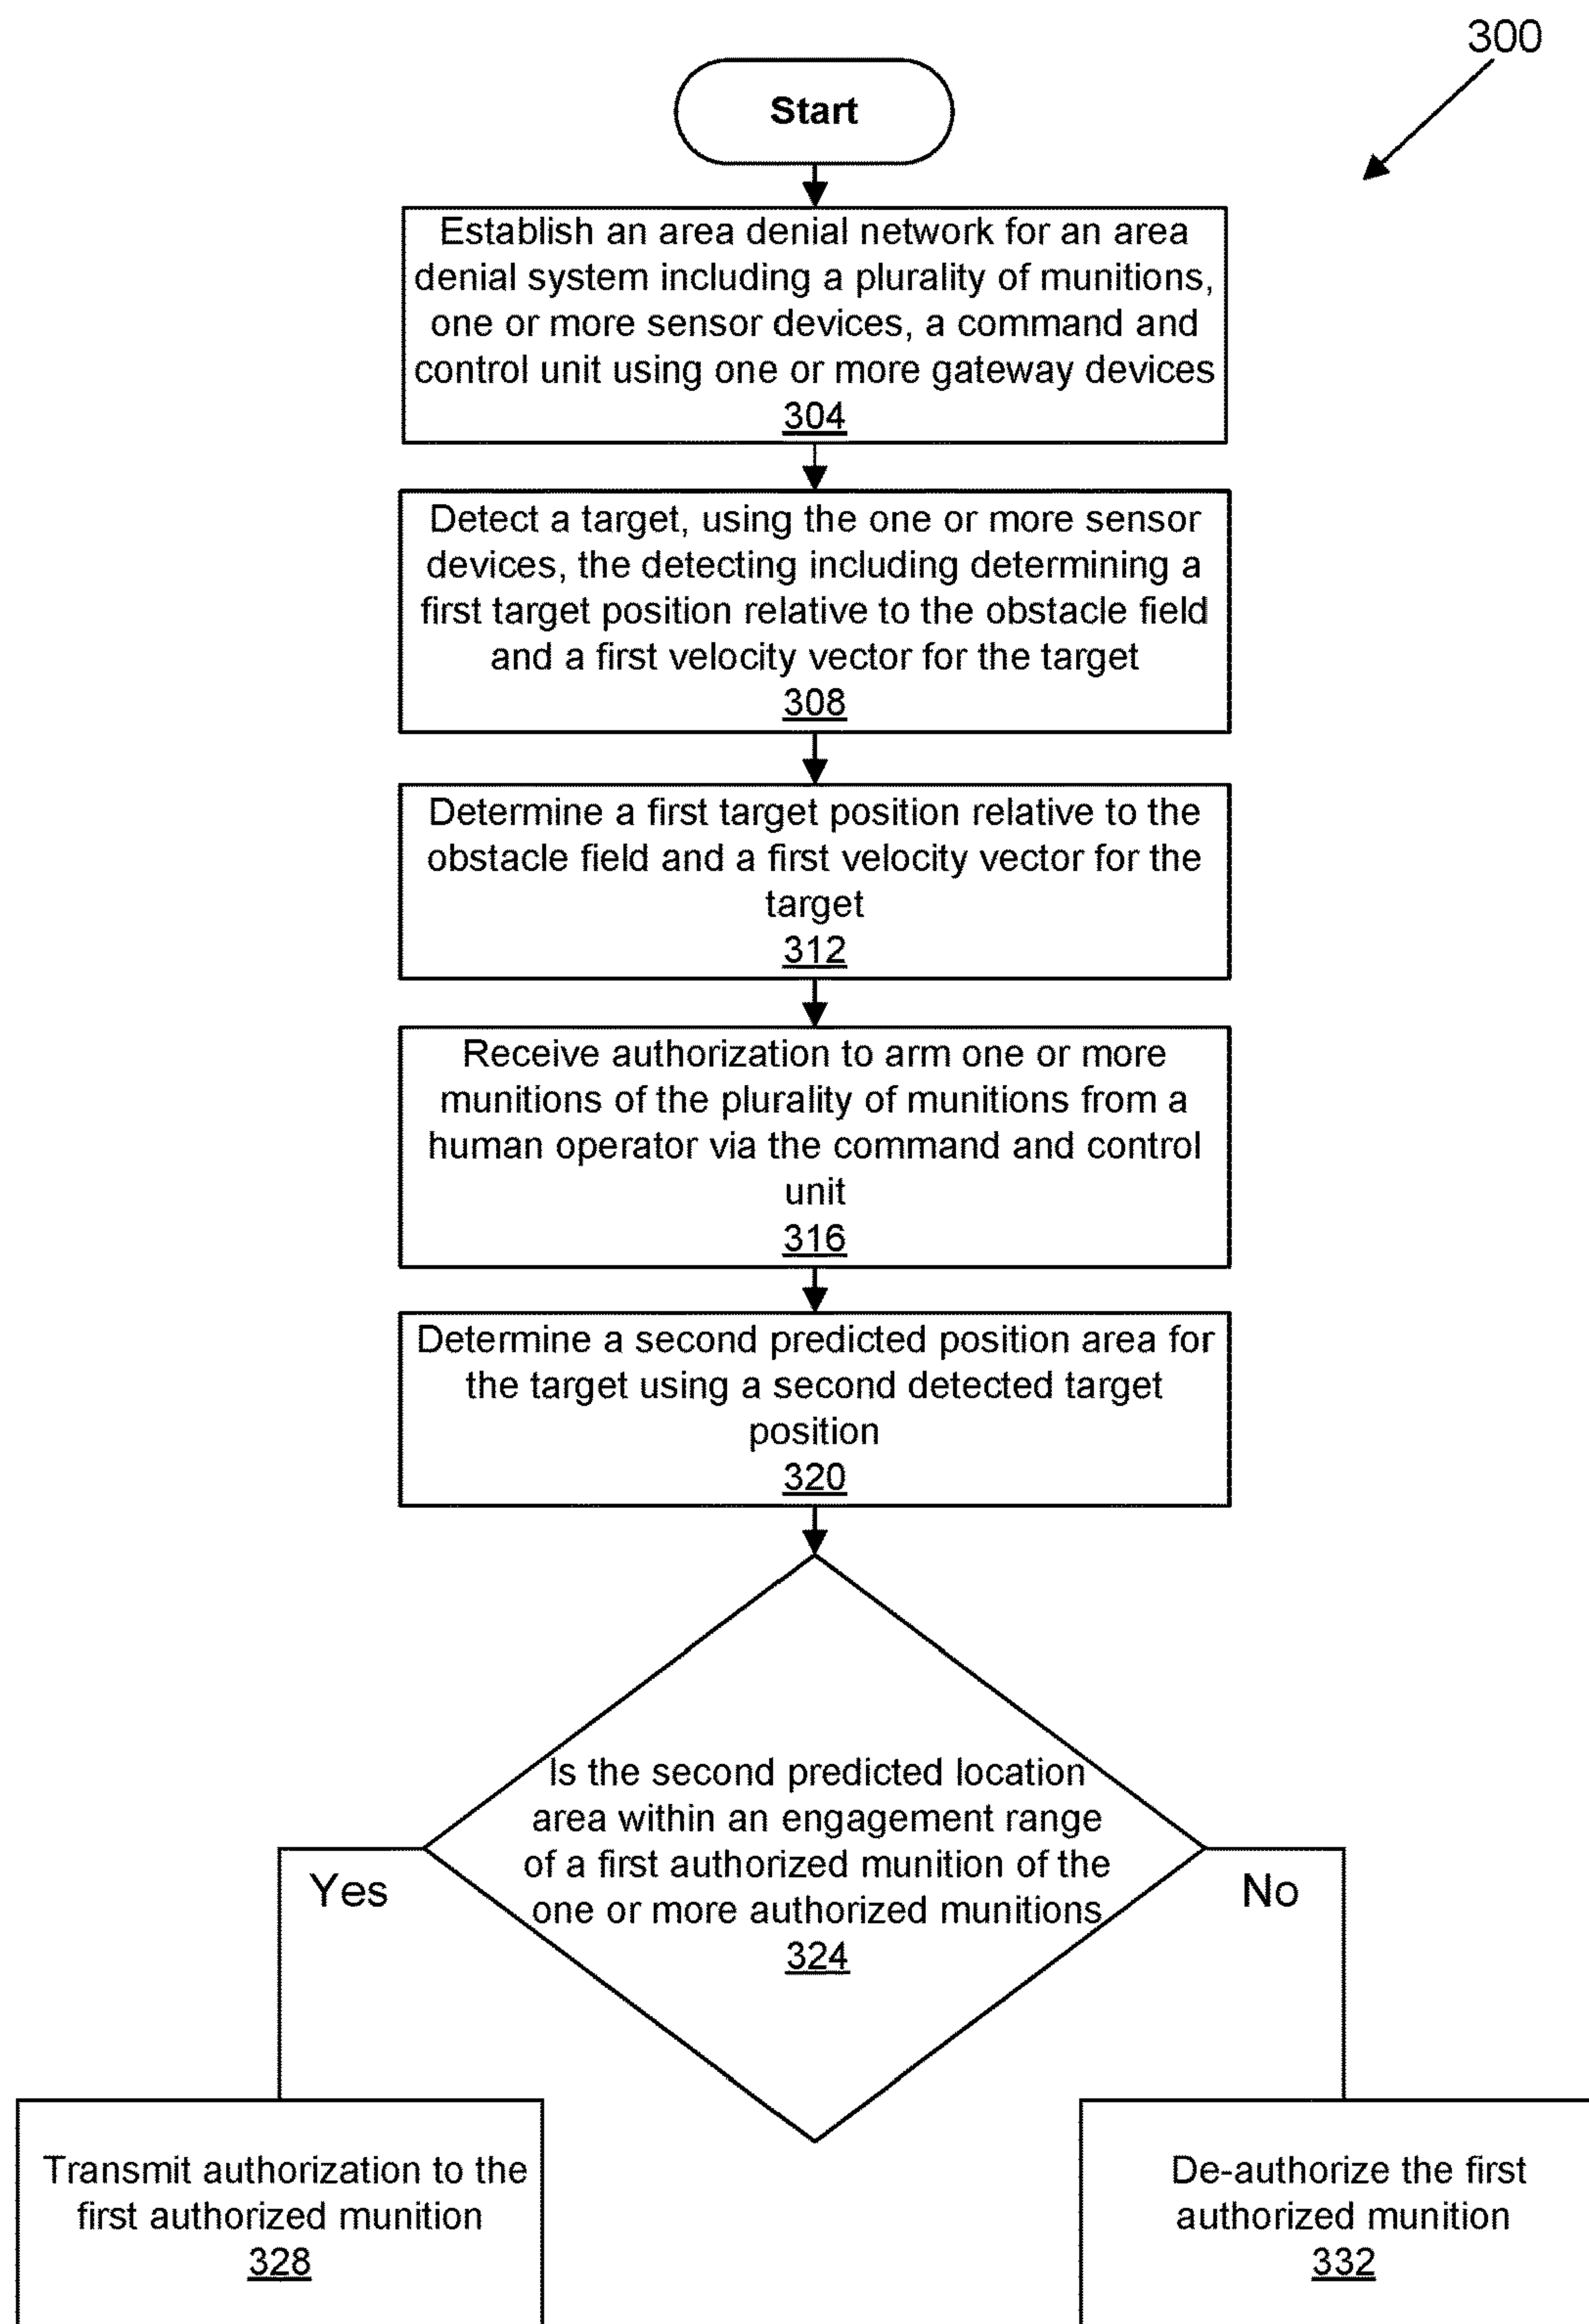 300
Start
Establish an area denial network for an area
denial system including a plurality of munitions,
one or more sensor devices, a command and
control unit using one or more gateway devices
304
Detect a target, using the one or more sensor
devices, the detecting including determining a
first target position relative to the obstacle field
and a first velocity vector for the target
308
Determine a first target position relative to the
obstacle field and a first velocity vector for the
target
312
Receive authorization to arm one or more
munitions of the plurality of munitions from a
human operator via the command and control
unit
316
Determine a second predicted position area for
the target using a second detected target
position
320
Is the second predicted location
area within an engagement range
of a first authorized munition of the
one or more authorized munitions
324
Yes
No
Transmit authorization to the
first authorized munition
328
De-authorize the first
authorized munition
332